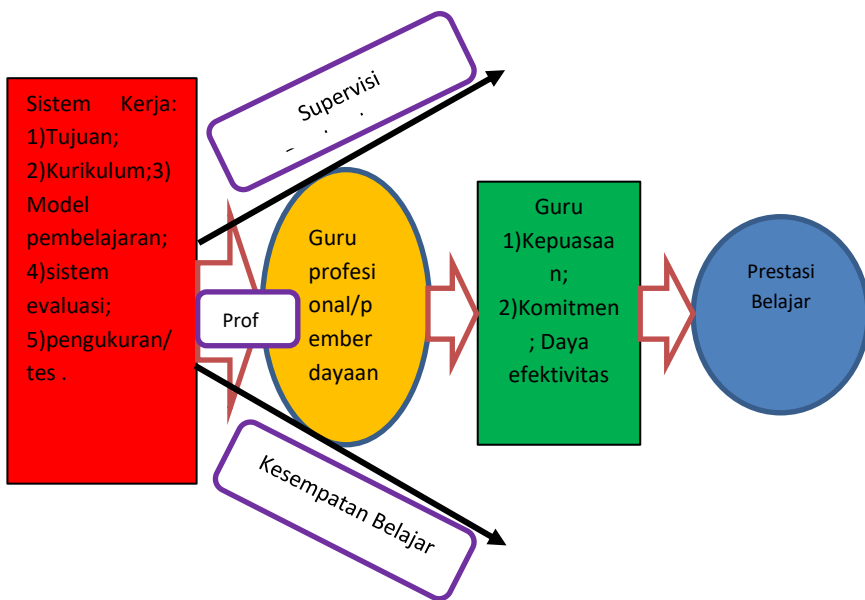 Sistem Kerja:
1)Tujuan;
2)Kurikulum;3)
Model
pembelajaran;
4)sistem
evaluasi;
5)pengukuran/
tes .
Supervisi
Prof
Guru
profesi
onal/p
ember
dayaan
Kesempatan Belajar
Guru
1)Kepuasaa
n;
2)Komitmen
; Daya
efektivitas
Prestasi
Belajar